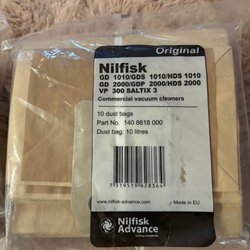 Original
Nilfisk
GD 1010/GDS 1010/HDS 1010
GD 2000/GDP 2000/HDS 2000
VP 300 SALTIX 3
Commercial vacuum cleaners
10 dust bags
Part No. 140 8618 000
Dust bag: 10 litres
www.nilfisk-advance.com
Made in EU
Nilfisk
Advance